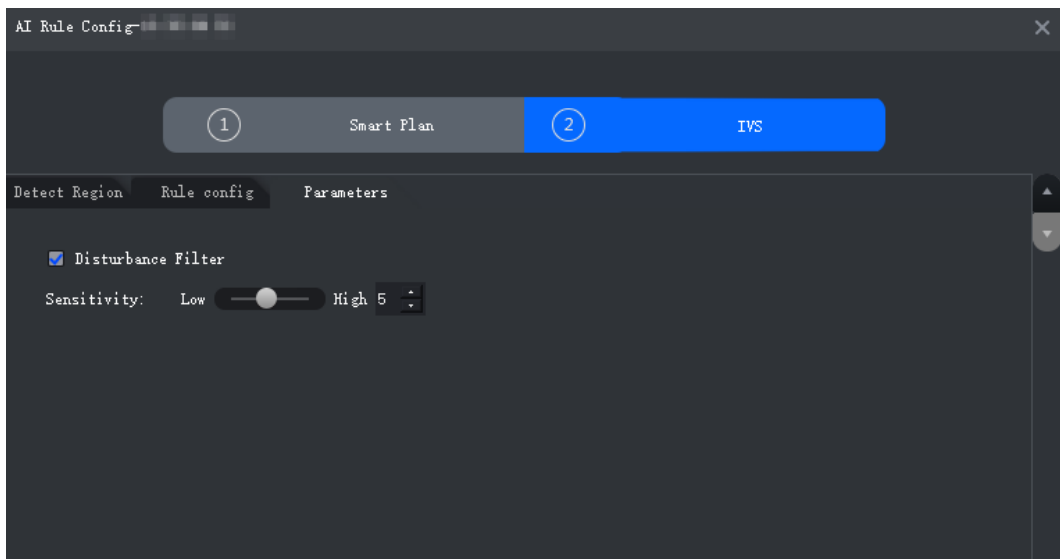 AI Rule Config-
1 Smart Plan 2 IVS
Detect Region Rule config Parameters
Disturbance Filter
Sensitivity: Low High 5